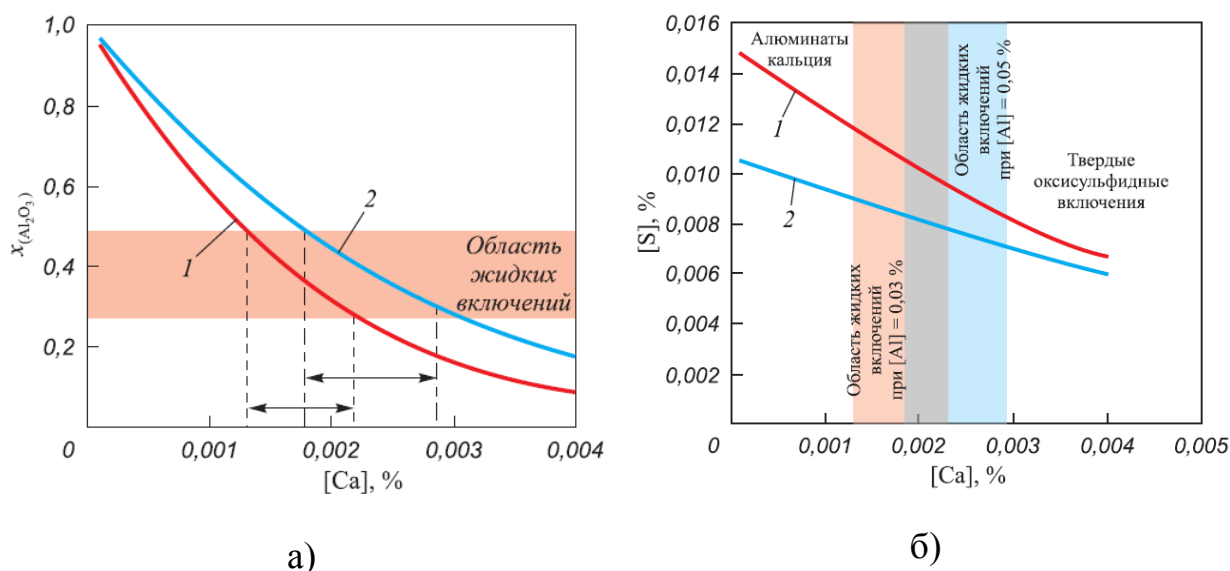 1,0
0,8
0,6
0,4
0,2
0
0,001
0,002
0,003
0,004
x(Al₂O₃)
[Ca], %
1
2
Область
жидких
включений
а)
0,016
0,014
0,012
0,010
0,008
0,006
0,004
0,002
0
0,001
0,002
0,003
0,004
0,005
[S], %
[Ca], %
Алюминаты
кальция
1
2
Область жидких
включений
при [Al] = 0,03 %
Область жидких
включений
при [Al] = 0,05 %
Твердые
оксисульфидные
включения
б)